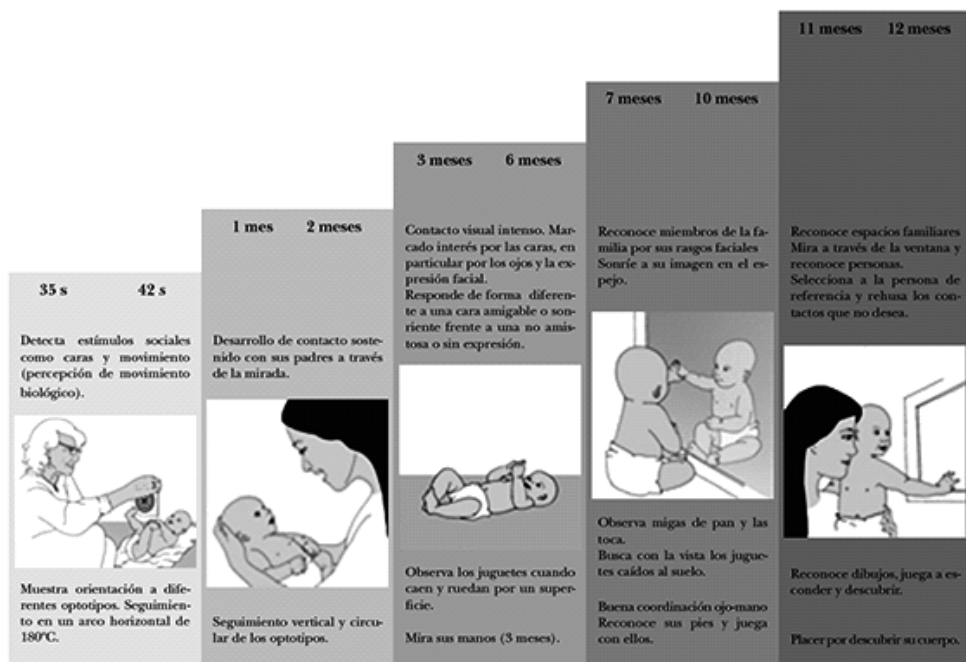 35 s 42 s
Detecta estímulos sociales
como caras y movimiento
(percepción de movimiento
biológico).
Muestra orientación a dife-
rentes optotipos. Seguimien-
to en un arco horizontal de
180ºC.
1 mes 2 meses
Desarrollo de contacto soste-
nido con sus padres a través
de la mirada.
Seguimiento vertical y circu-
lar de los optotipos.
3 meses 6 meses
Contacto visual intenso. Mar-
cado interés por las caras, en
particular por los ojos y la ex-
presión facial.
Responde de forma diferen-
te a una cara amigable o son-
riente frente a una no amis-
tosa o sin expresión.
Observa los juguetes cuando
caen y ruedan por un super-
ficie.
Mira sus manos (3 meses).
7 meses 10 meses
Reconoce miembros de la fa-
milia por sus rasgos faciales
Sonríe a su imagen en el es-
pejo.
Observa migas de pan y las
toca.
Busca con la vista los jugue-
tes caídos al suelo.
Buena coordinación ojo-mano
Reconoce sus pies y juega
con ellos.
11 meses 12 meses
Reconoce espacios familiares
Mira a través de la ventana y
reconoce personas.
Selecciona a la persona de
referencia y rehusa los con-
tactos que no desea.
Reconoce dibujos, juega a es-
conder y descubrir.
Placer por descubrir su cuerpo.